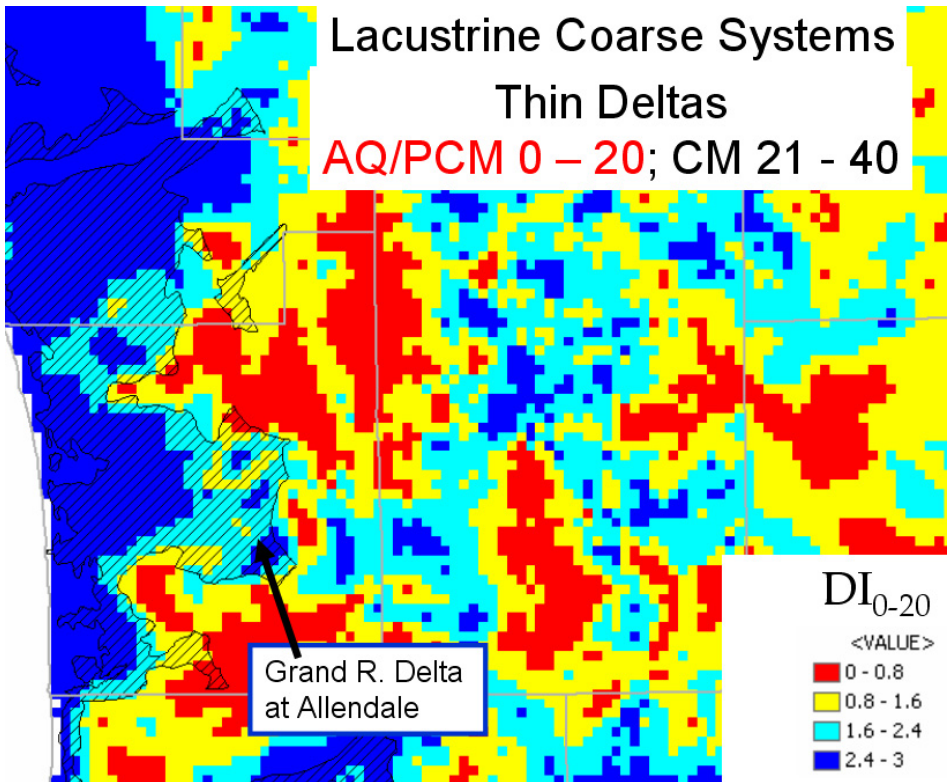 Lacustrine Coarse Systems
Thin Deltas
AQ/PCM 0 – 20; CM 21 - 40
Grand R. Delta
at Allendale
DI0-20
<VALUE>
0 - 0.8
0.8 - 1.6
1.6 - 2.4
2.4 - 3